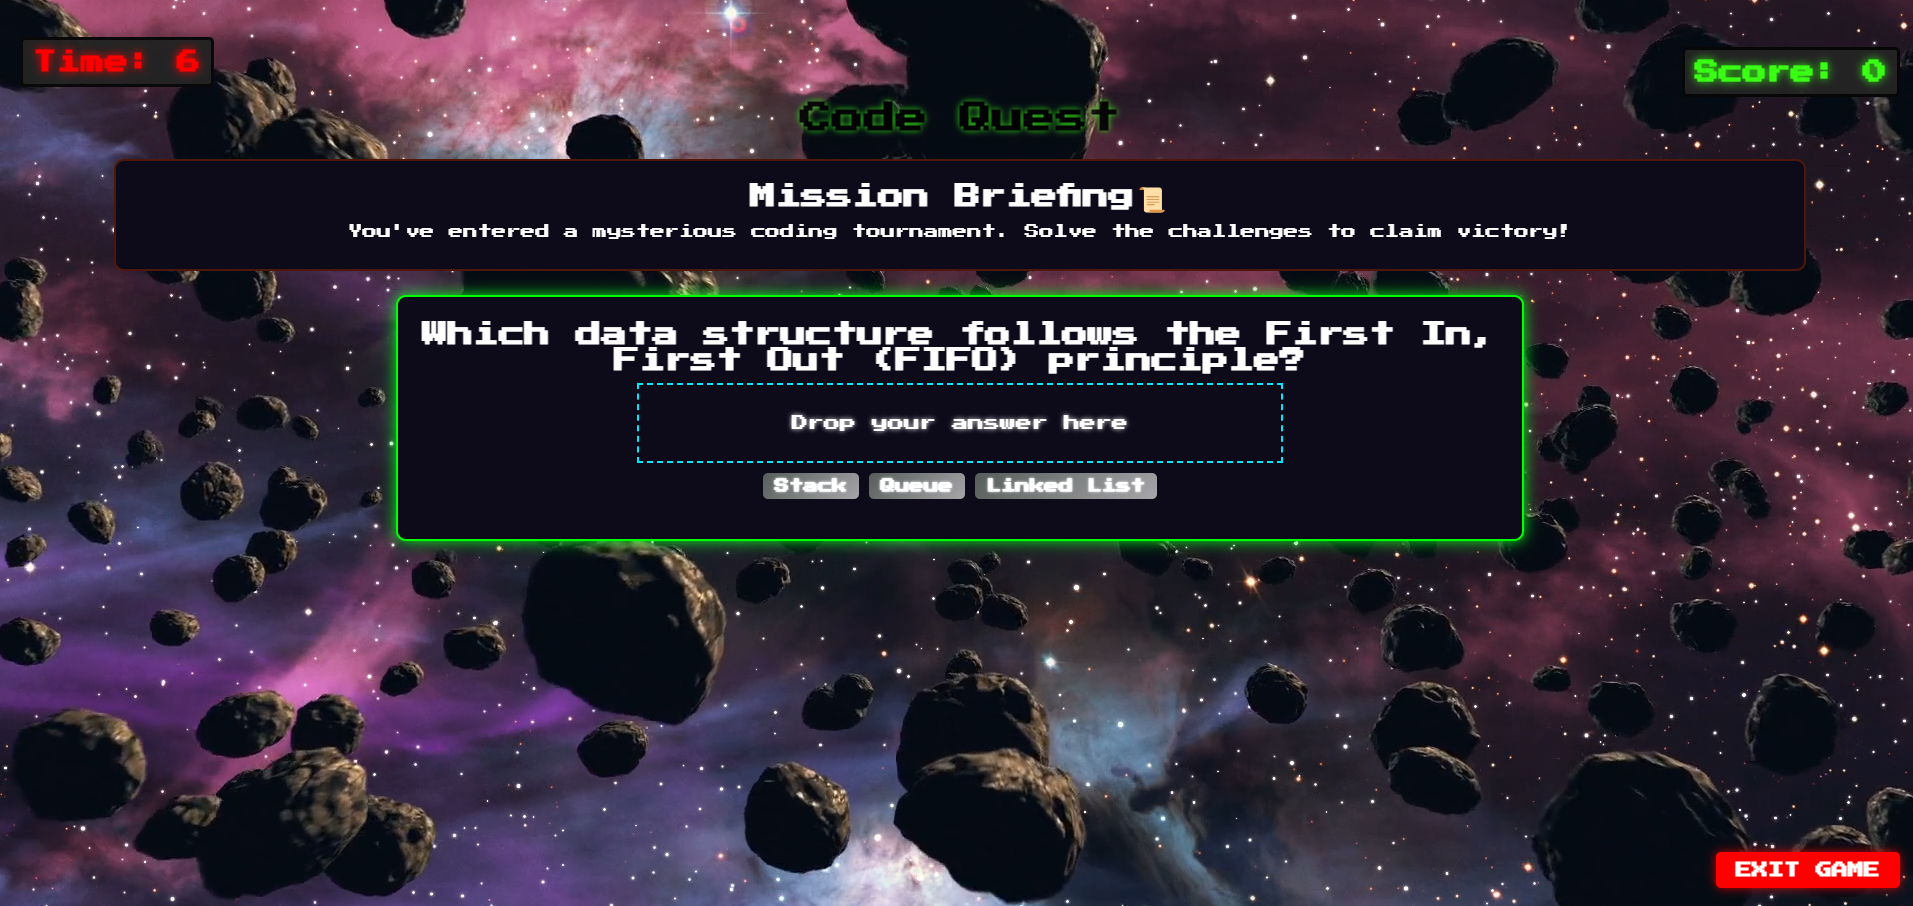 Time: 6
Score: 0
Code Quest
Mission Briefing📜
You've entered a mysterious coding tournament. Solve the challenges to claim victory!
Which data structure follows the First In,
First Out (FIFO) principle?
Drop your answer here
Stack Queue Linked List
EXIT GAME